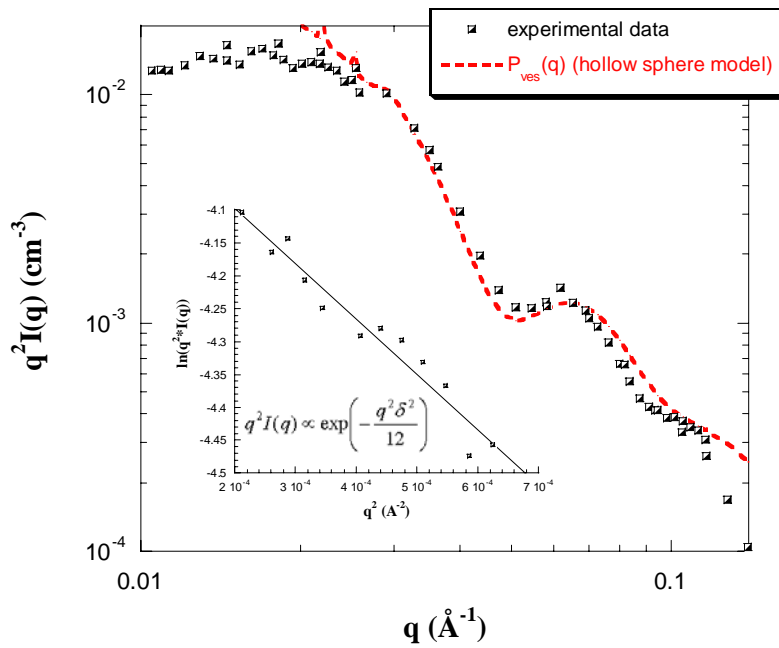 experimental data
P_ves(q) (hollow sphere model)
10^-2
10^-3
10^-4
q^2I(q) (cm^-3)
0.01
0.1
q (Å^-1)
-4.1
-4.15
-4.2
-4.25
-4.3
-4.35
-4.4
-4.45
-4.5
ln(q^2*I(q))
q^2 I(q) ∝ exp(-q^2 δ^2 / 12)
2 10^-4
3 10^-4
4 10^-4
5 10^-4
6 10^-4
7 10^-4
q^2 (A^-2)